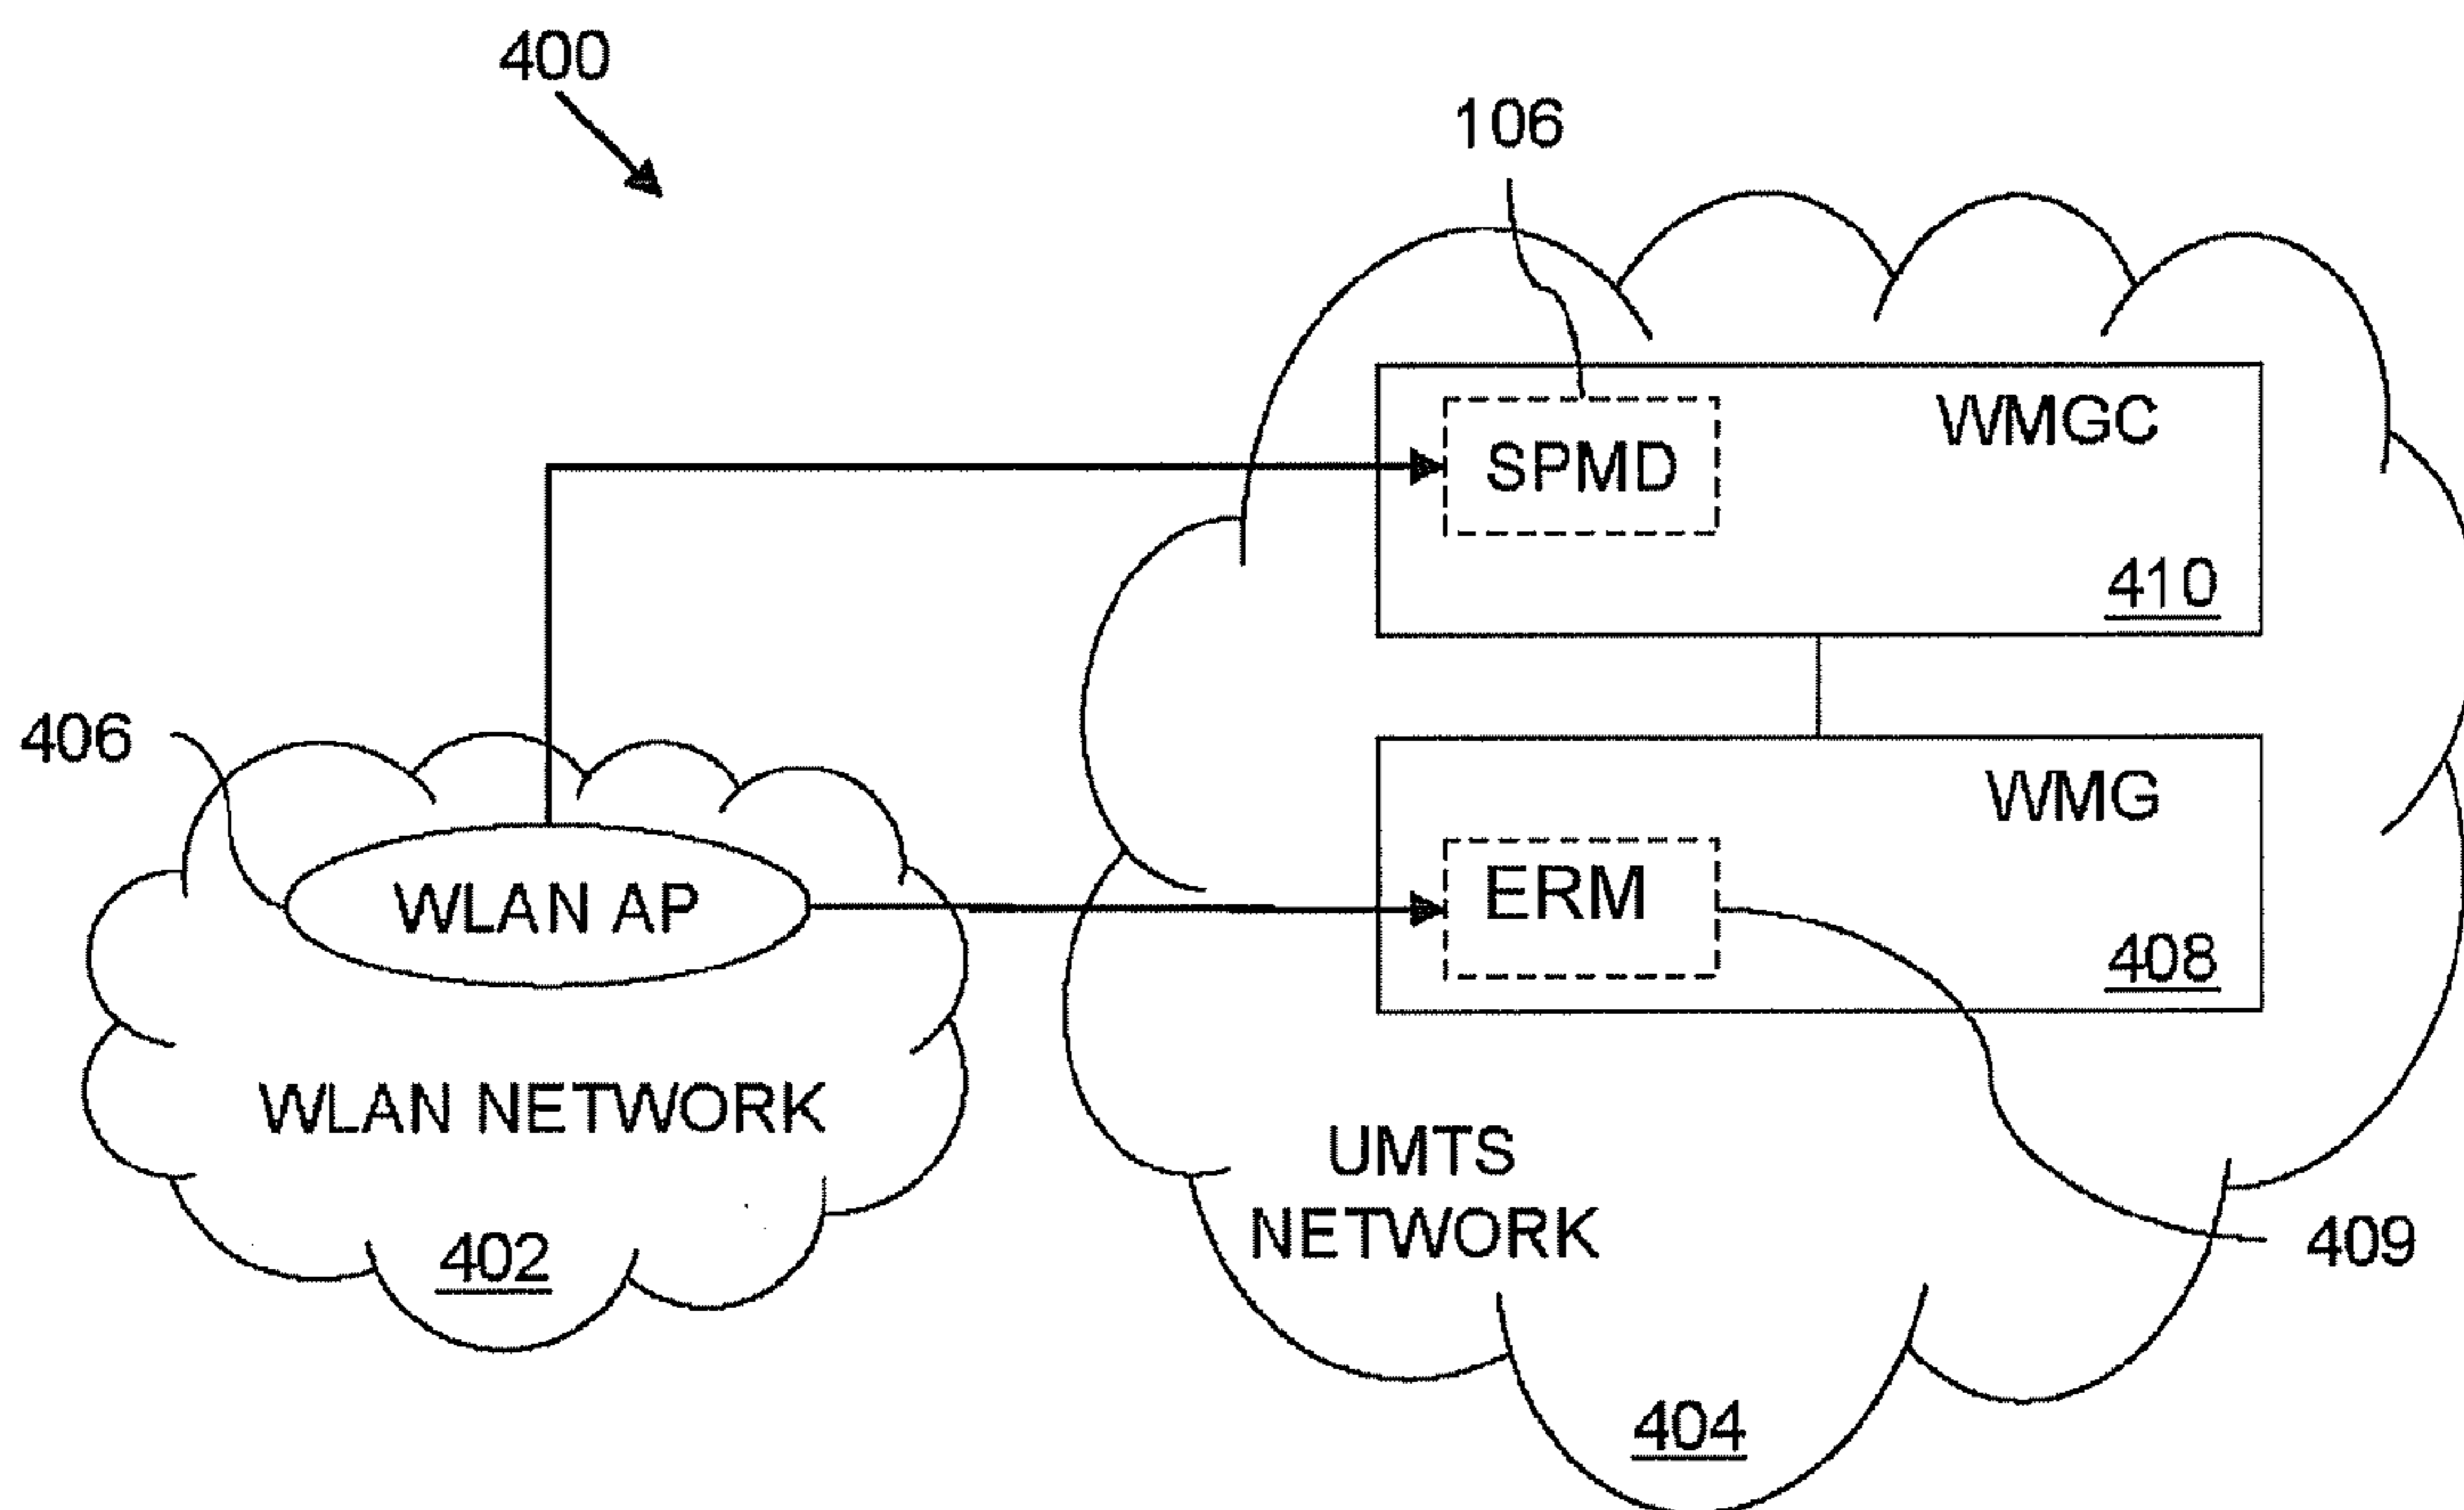 400
106
WMGC
SPMD
410
406
WMG
WLAN AP
ERM
408
WLAN NETWORK
UMTS
NETWORK
402
409
404